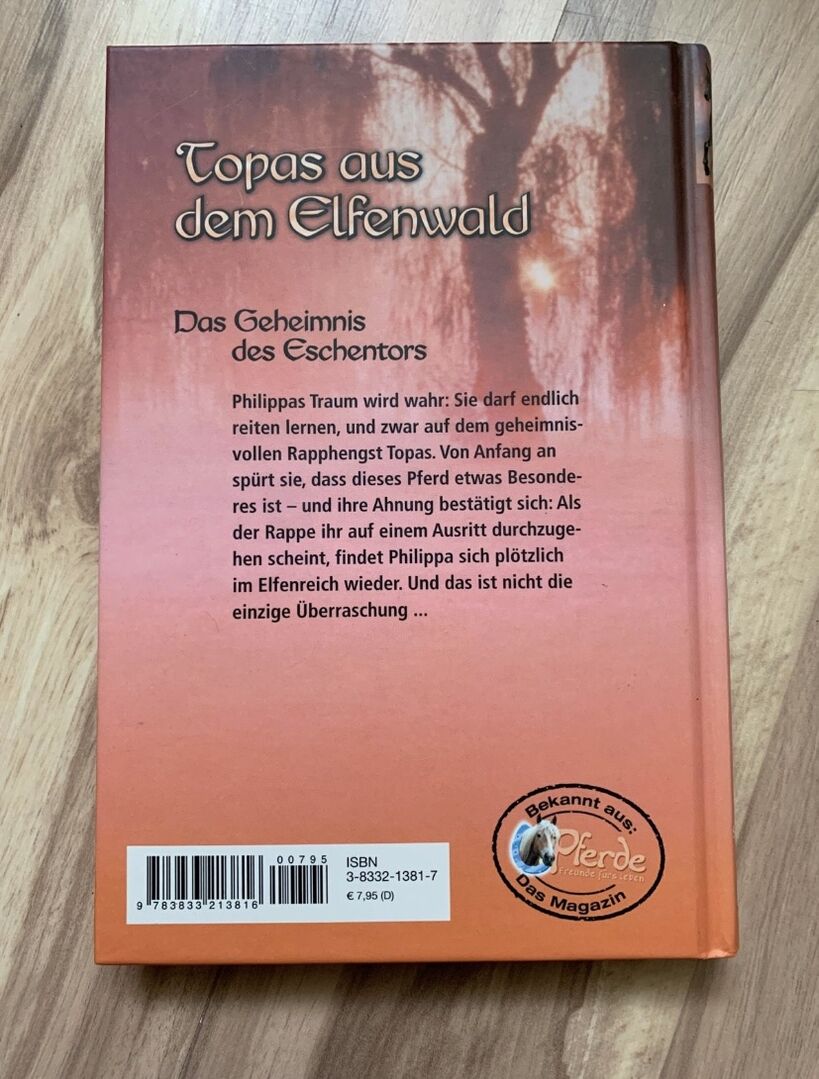 Topas aus
dem Elfenwald
Das Geheimnis
des Eschentors
Philippas Traum wird wahr: Sie darf endlich
reiten lernen, und zwar auf dem geheimnis-
vollen Rapphengst Topas. Von Anfang an
spürt sie, dass dieses Pferd etwas Besonde-
res ist – und ihre Ahnung bestätigt sich: Als
der Rappe ihr auf einem Ausritt durchzuge-
hen scheint, findet Philippa sich plötzlich
im Elfenreich wieder. Und das ist nicht die
einzige Überraschung ...
00795
9 783833 213816
ISBN
3-8332-1381-7
€ 7,95 (D)
Bekannt aus:
Pferde
Freunde fürs Leben
Das Magazin